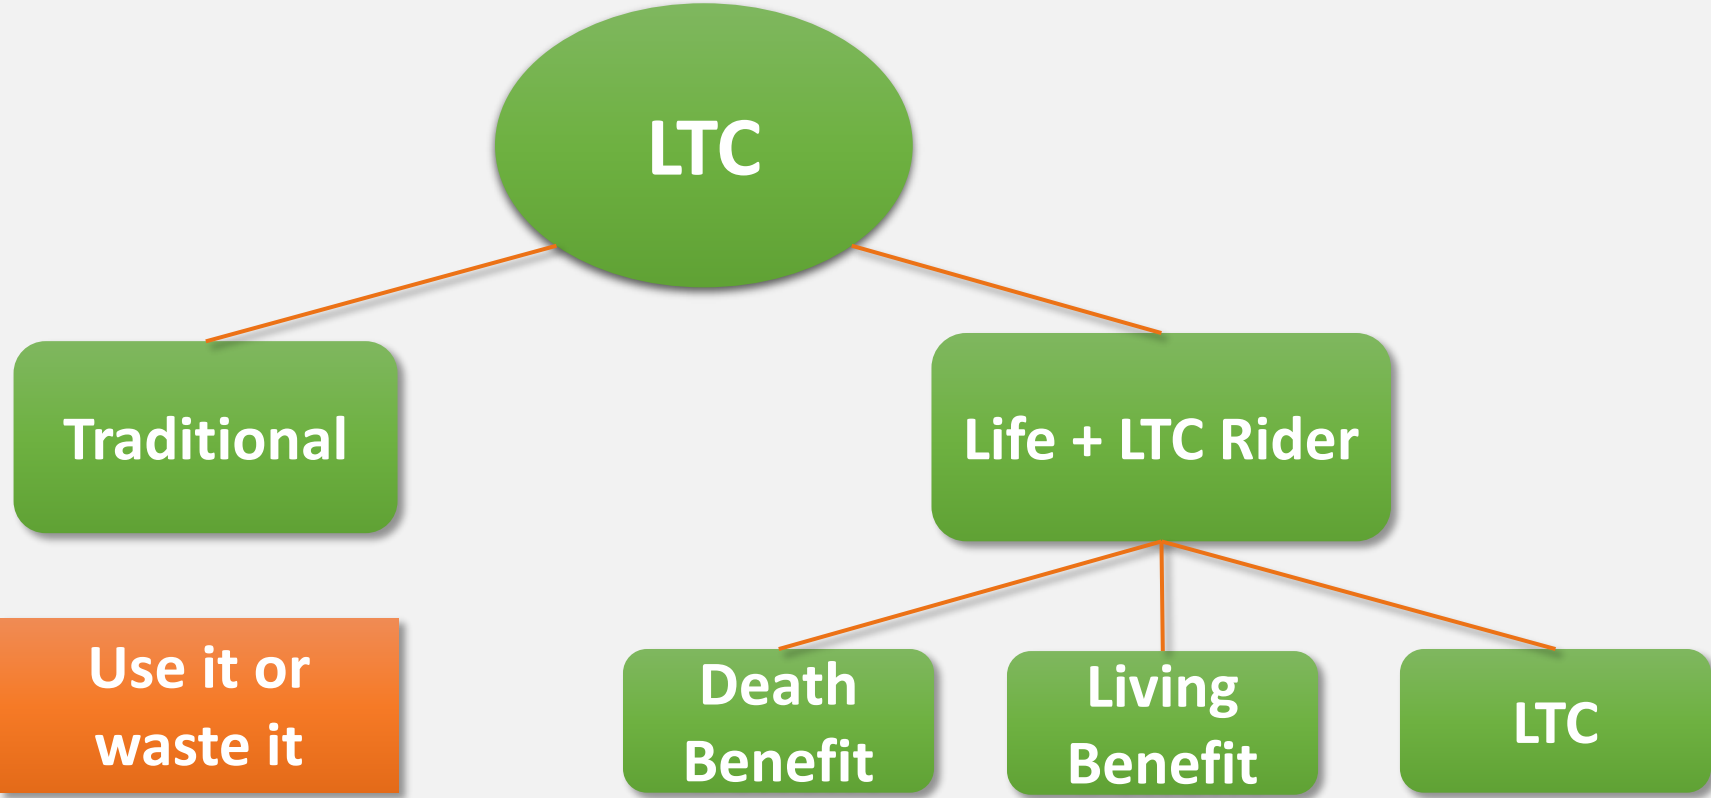 LTC
Traditional
Life + LTC Rider
Use it or
waste it
Death
Benefit
Living
Benefit
LTC